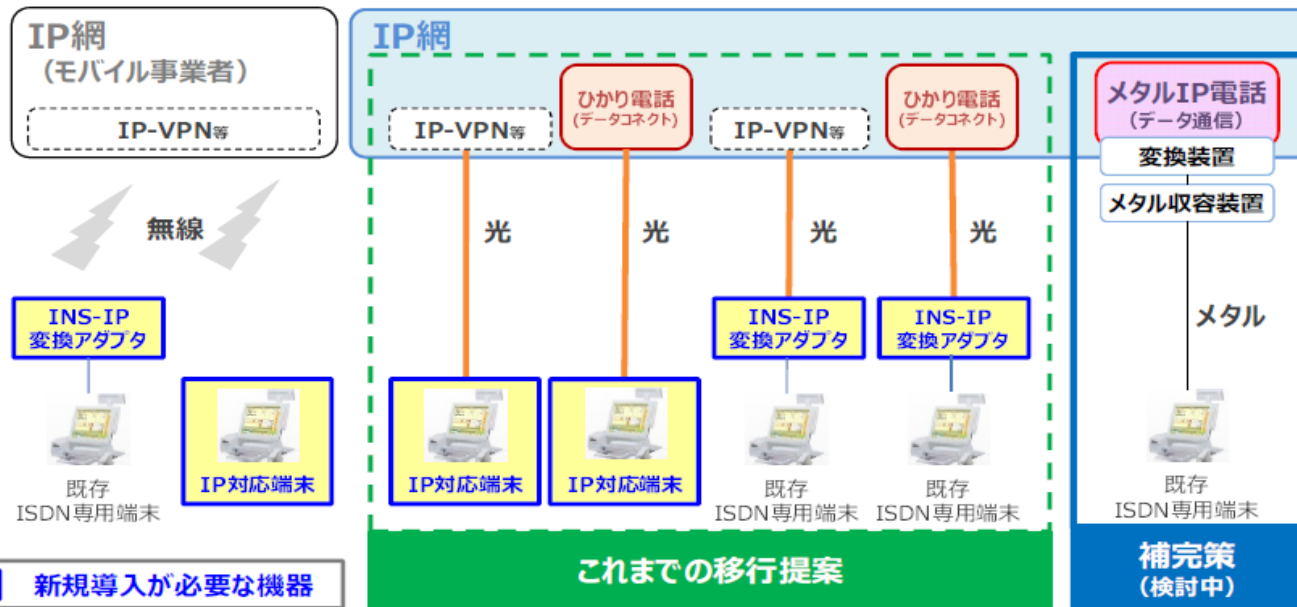 IP網
（モバイル事業者）
IP-VPN等
無線
INS-IP
変換アダプタ
既存
ISDN専用端末
IP対応端末
IP網
IP-VPN等
ひかり電話
(データコネクト)
IP-VPN等
ひかり電話
(データコネクト)
光
光
光
光
INS-IP
変換アダプタ
INS-IP
変換アダプタ
IP対応端末
IP対応端末
既存
ISDN専用端末
既存
ISDN専用端末
これまでの移行提案
メタルIP電話
(データ通信)
変換装置
メタル収容装置
メタル
既存
ISDN専用端末
補完策
(検討中)
新規導入が必要な機器